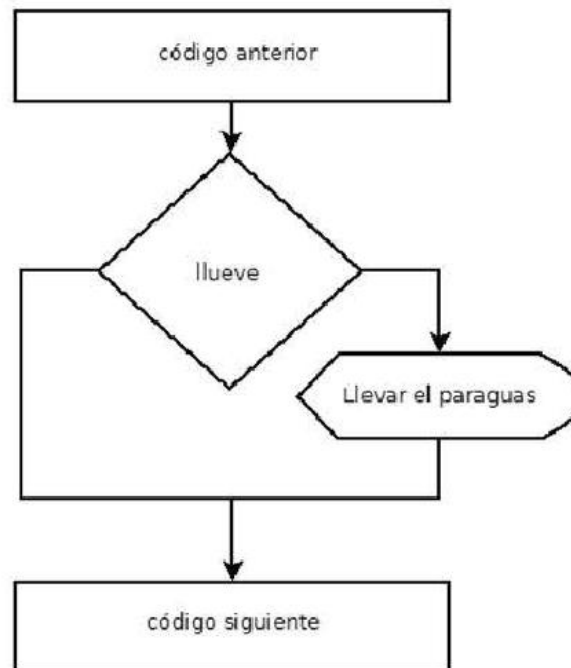 código anterior
llueve
Llevar el paraguas
código siguiente